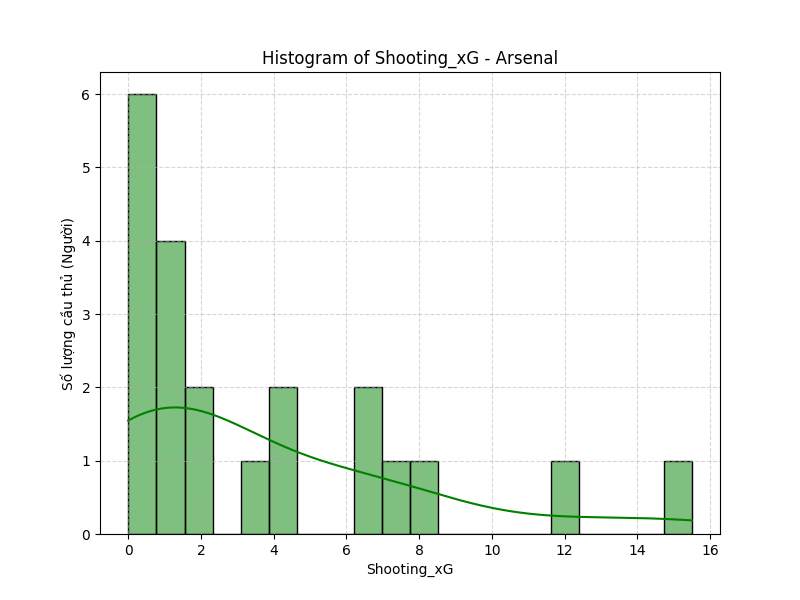 Histogram of Shooting_xG - Arsenal
Số lượng cầu thủ (Người)
6
5
4
3
2
1
0
0 2 4 6 8 10 12 14 16
Shooting_xG